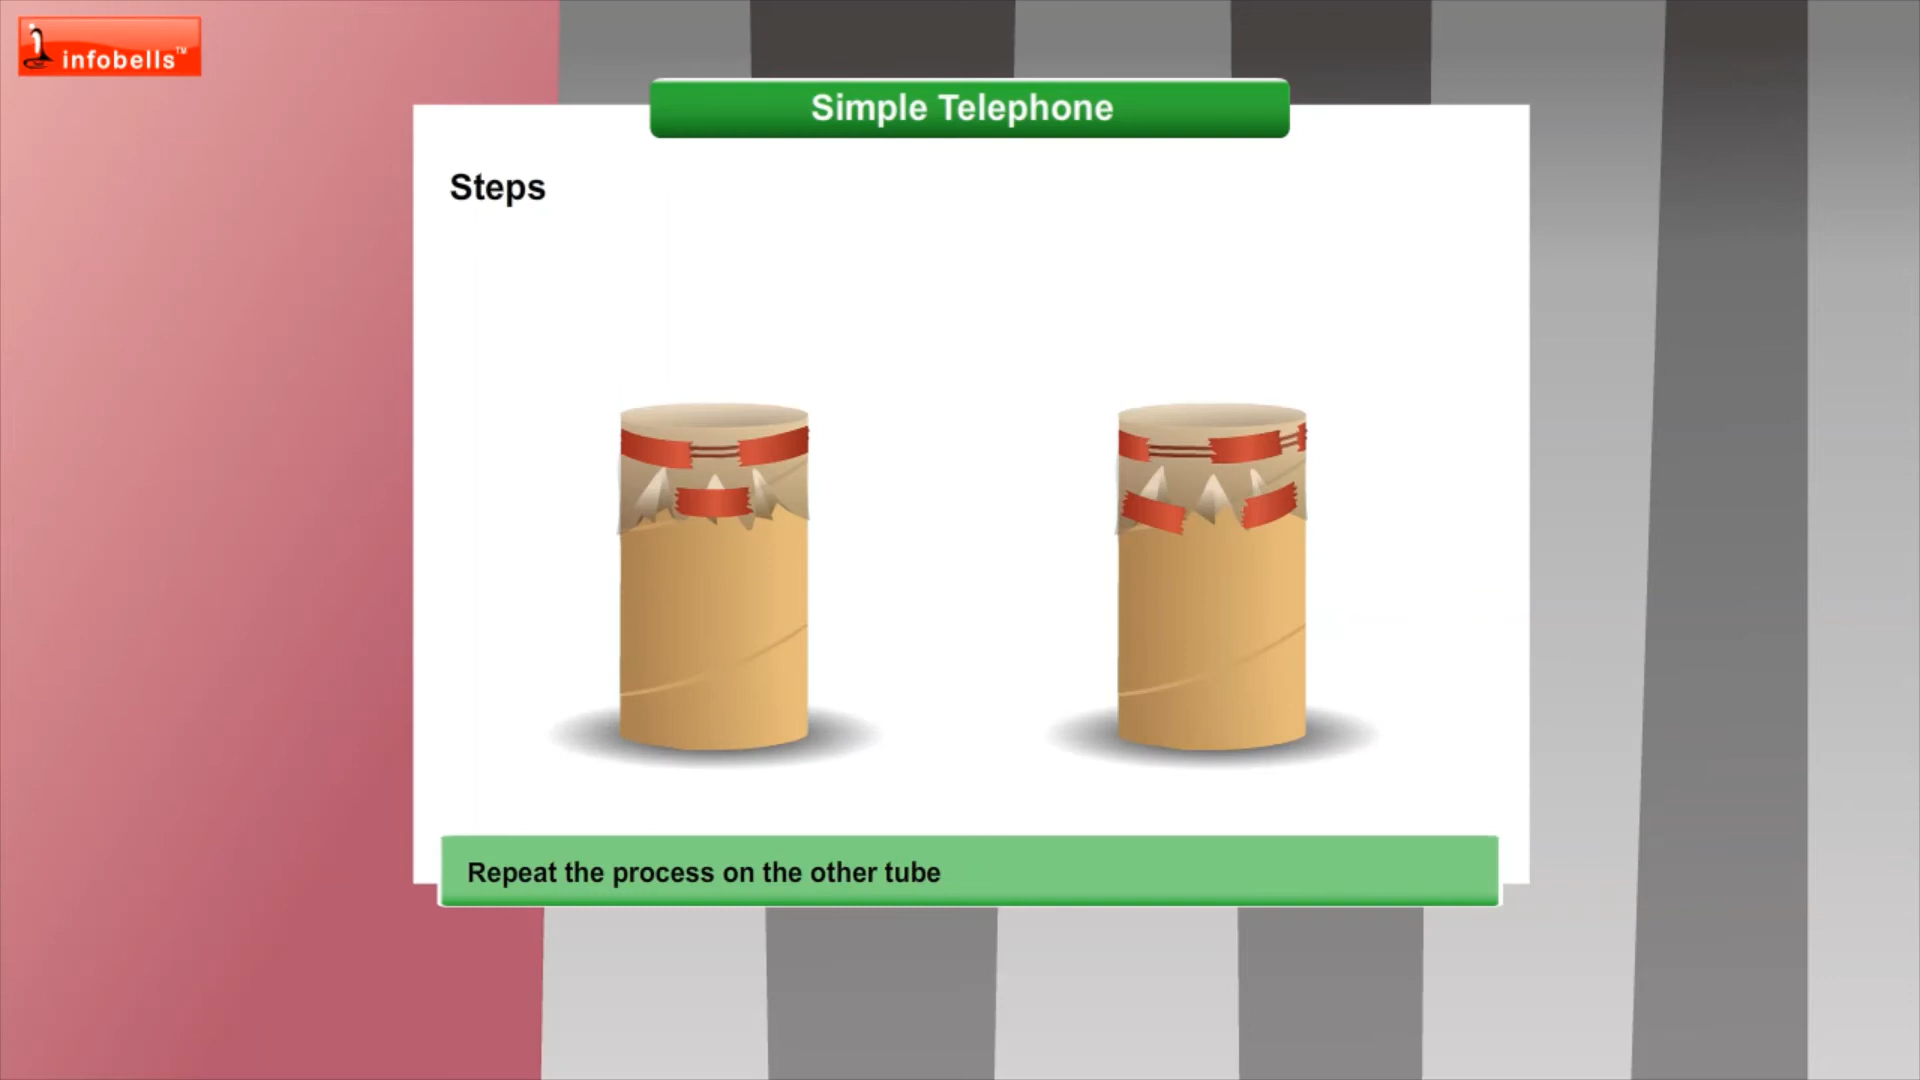 infobells™
Simple Telephone
Steps
Repeat the process on the other tube